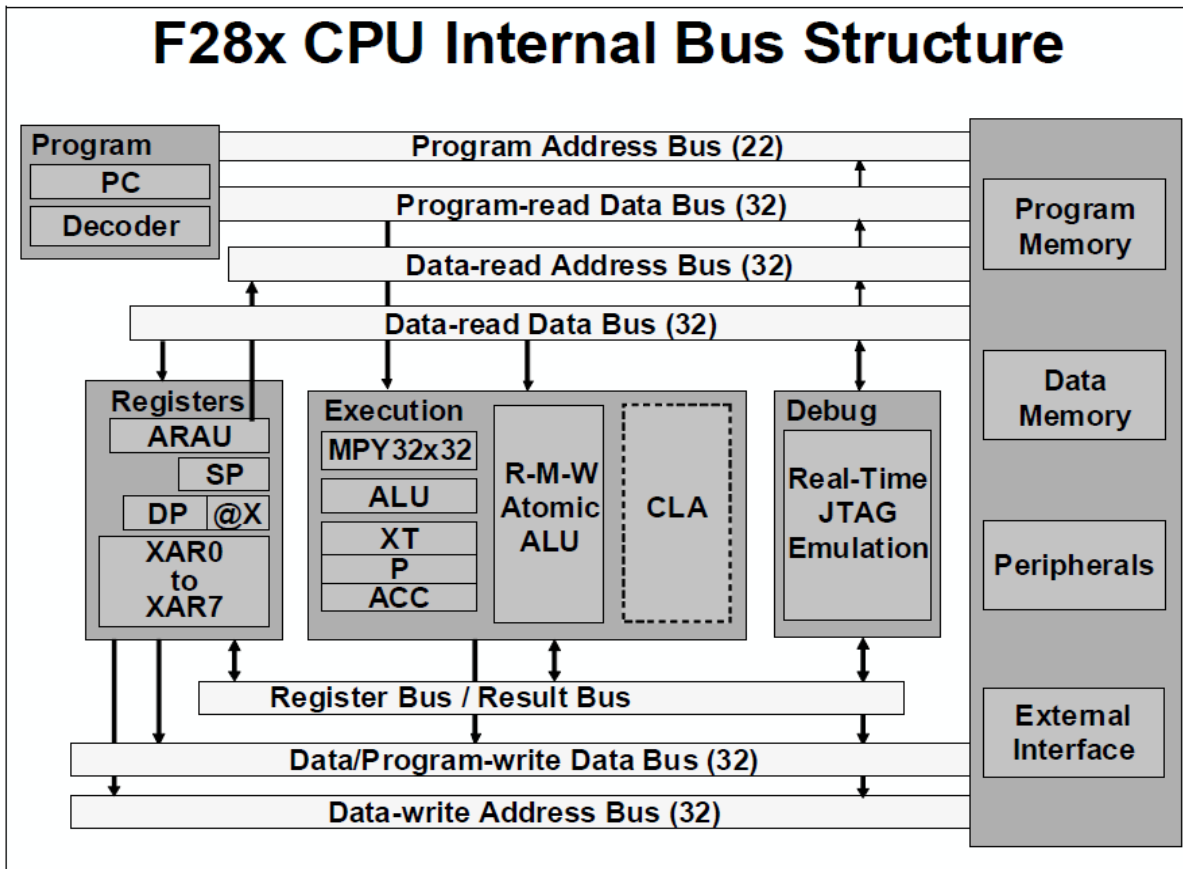 F28x CPU Internal Bus Structure
Program
PC
Decoder
Program Address Bus (22)
Program-read Data Bus (32)
Data-read Address Bus (32)
Data-read Data Bus (32)
Registers
ARAU
SP
DP
@X
XAR0
to
XAR7
Execution
MPY32x32
ALU
XT
P
ACC
R-M-W
Atomic
ALU
CLA
Debug
Real-Time
JTAG
Emulation
Register Bus / Result Bus
Data/Program-write Data Bus (32)
Data-write Address Bus (32)
Program
Memory
Data
Memory
Peripherals
External
Interface